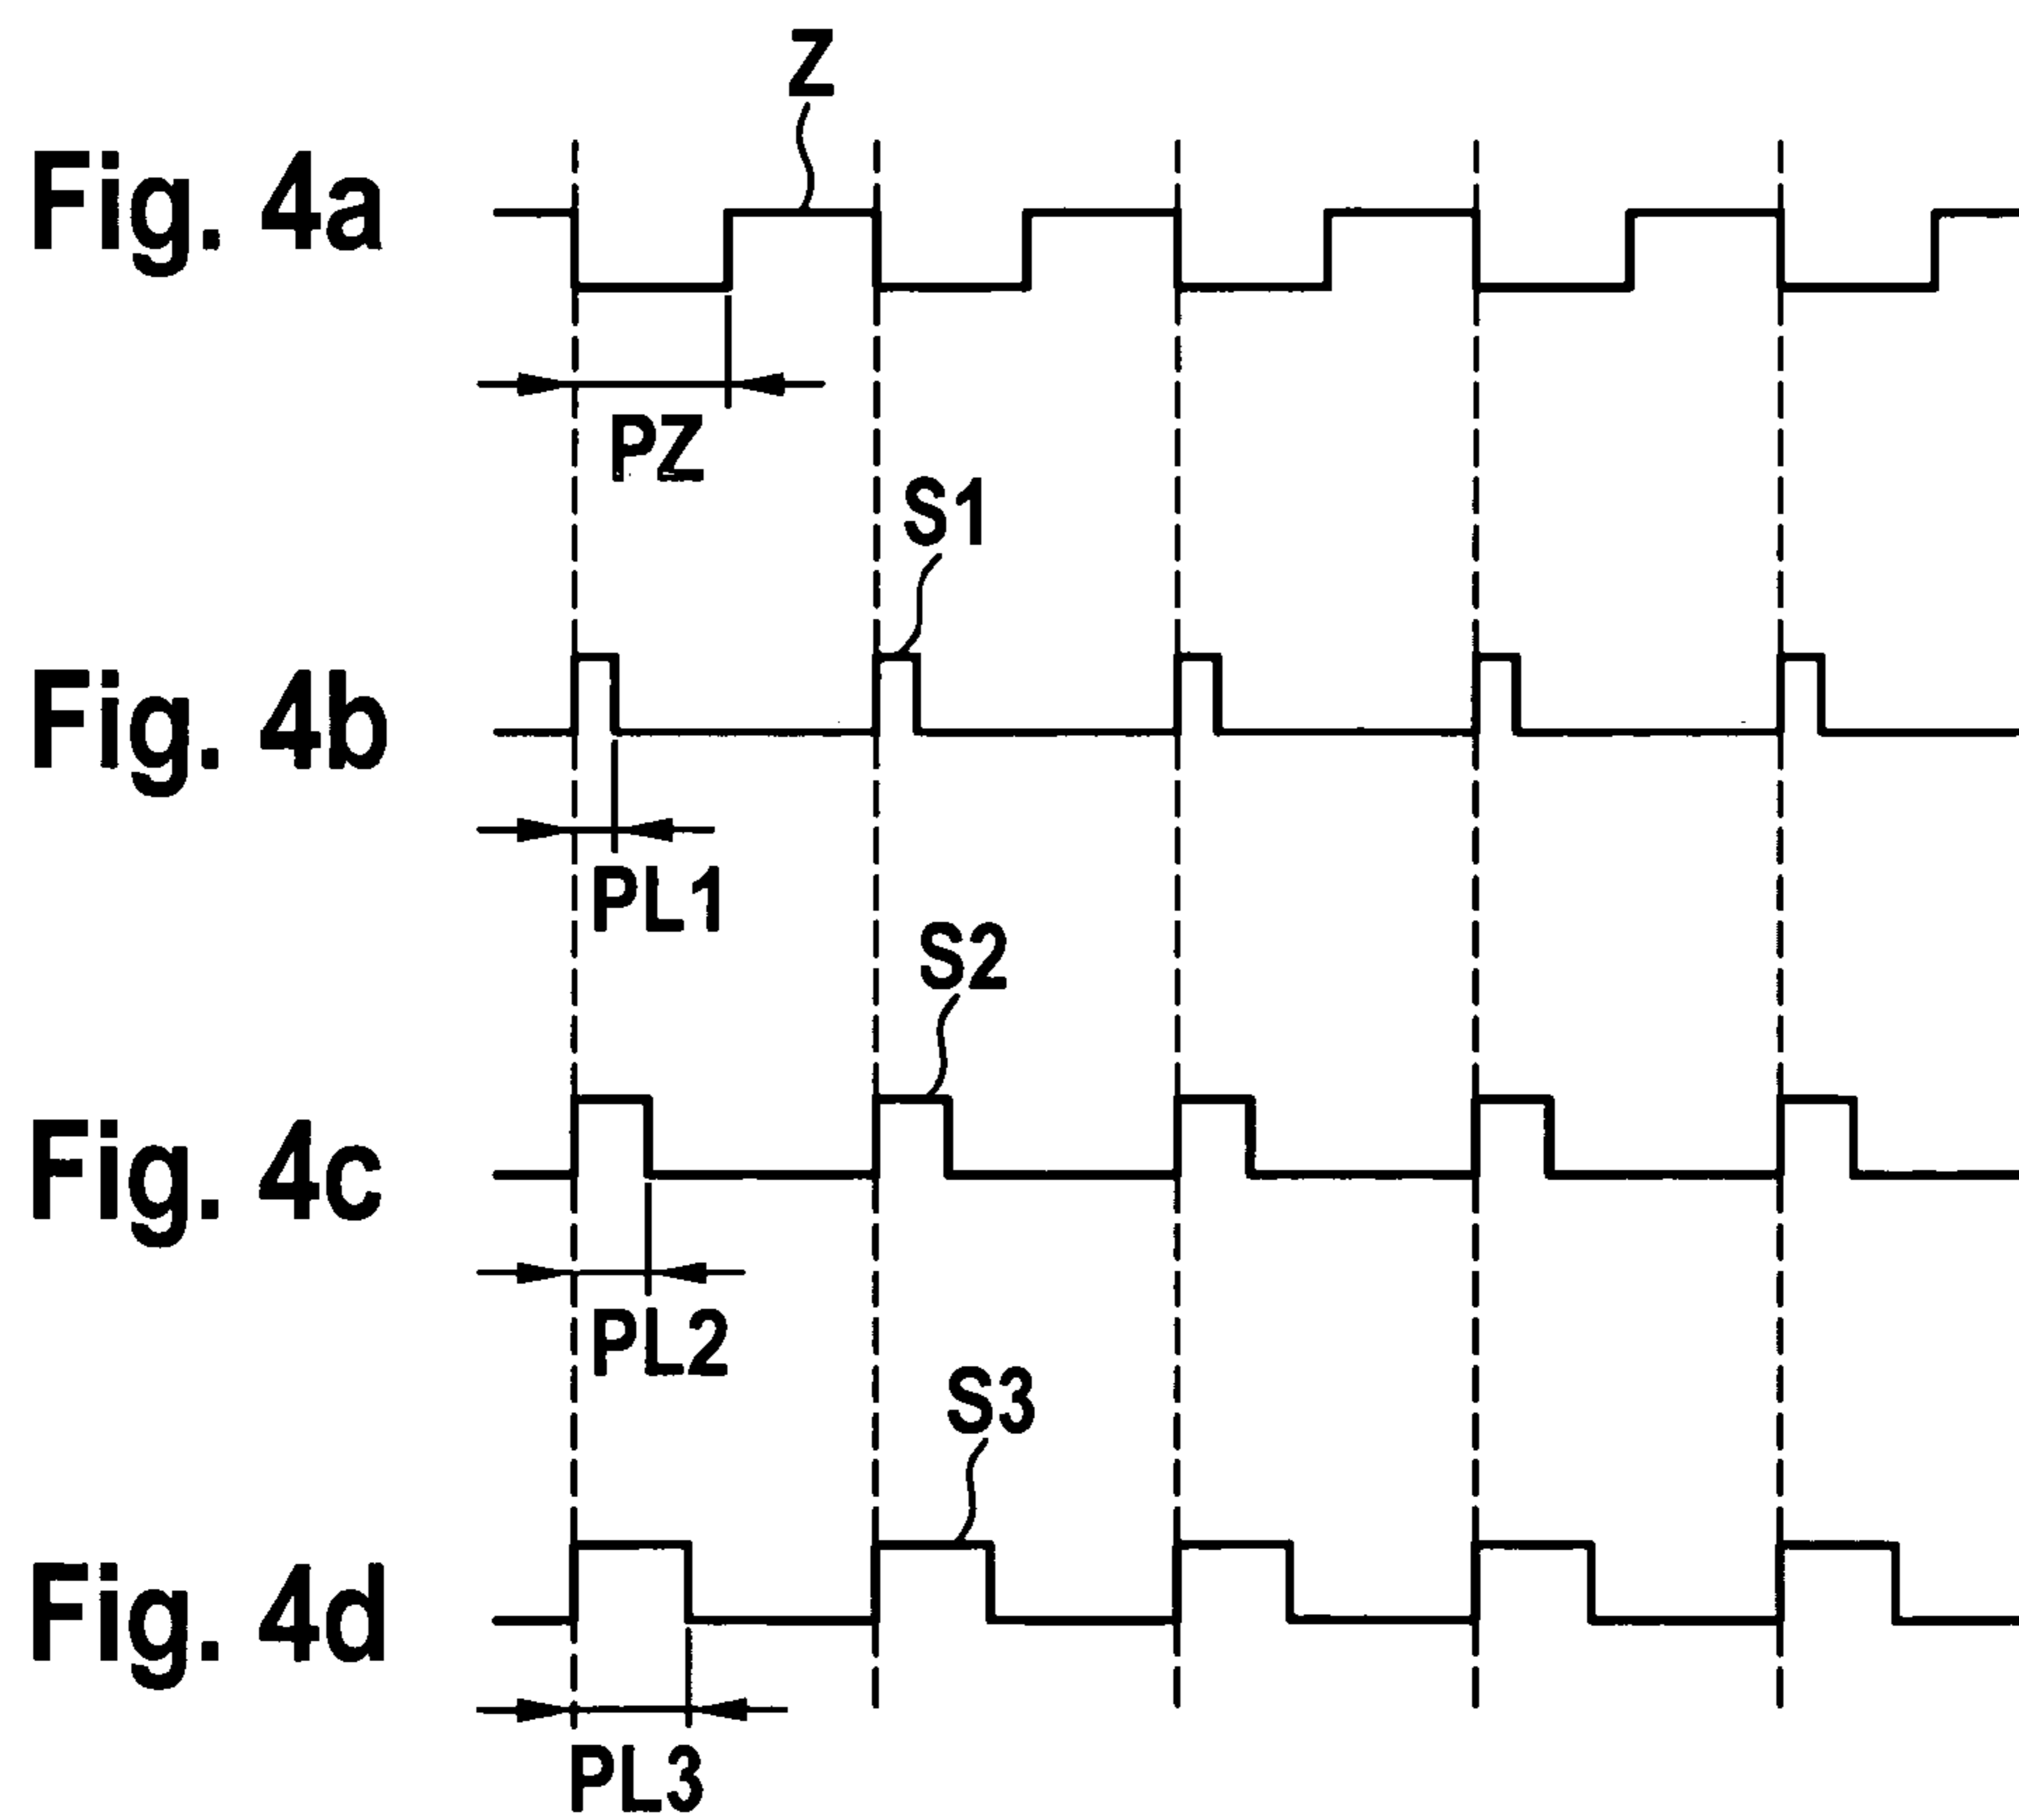 Z
Fig. 4a
PZ
S1
Fig. 4b
PL1
S2
Fig. 4c
PL2
S3
Fig. 4d
PL3